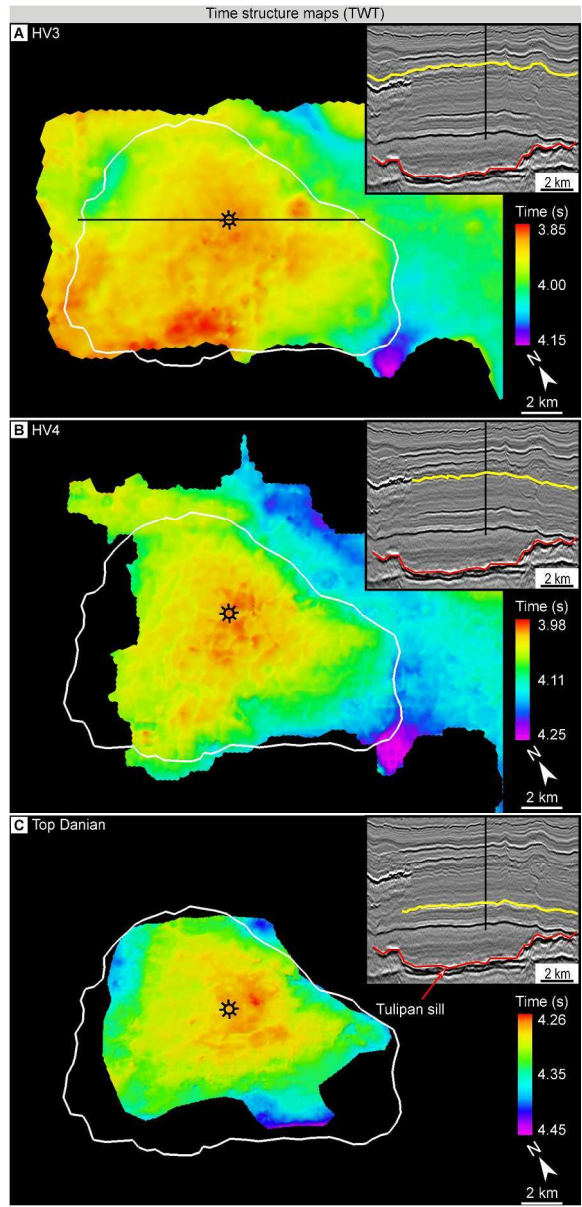 Time structure maps (TWT)
A HV3
2 km
Time (s)
3.85
4.00
4.15
N
2 km
B HV4
2 km
Time (s)
3.98
4.11
4.25
N
2 km
C Top Danian
2 km
Tulipan sill
Time (s)
4.26
4.35
4.45
N
2 km